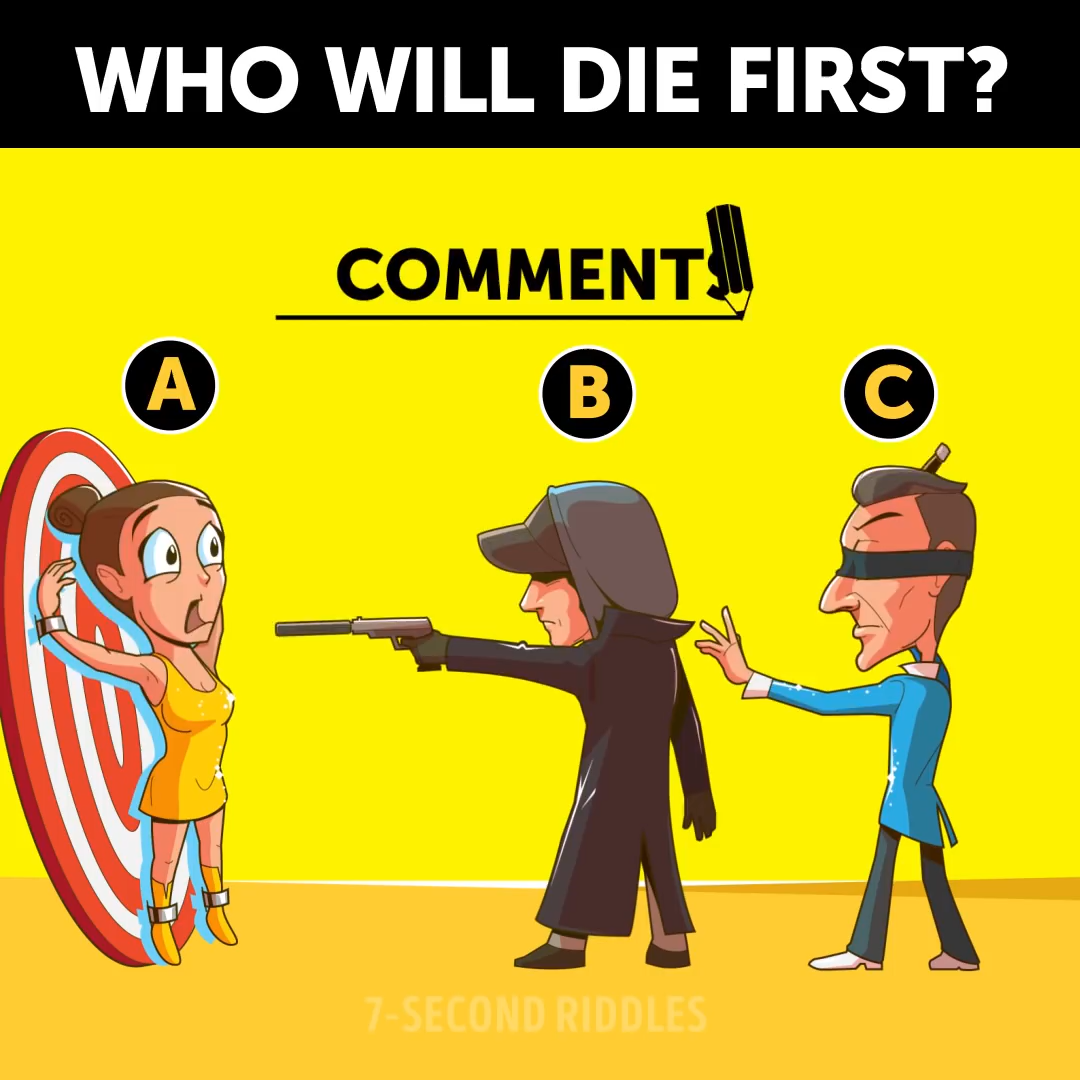 WHO WILL DIE FIRST?
COMMENTS
A
B
C
7-SECOND RIDDLES